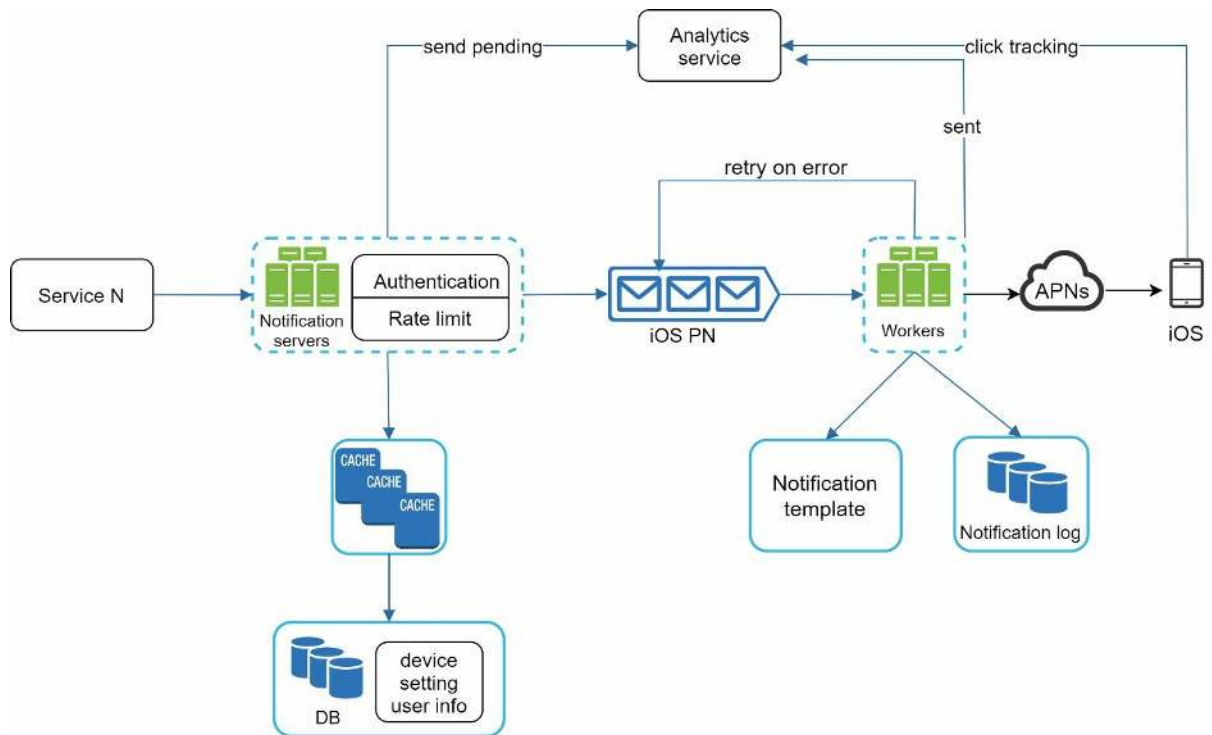 Analytics
service
send pending
click tracking
sent
retry on error
Service N
Notification
servers
Authentication
Rate limit
iOS PN
Workers
APNs
iOS
CACHE
CACHE
CACHE
Notification
template
Notification log
DB
device
setting
user info